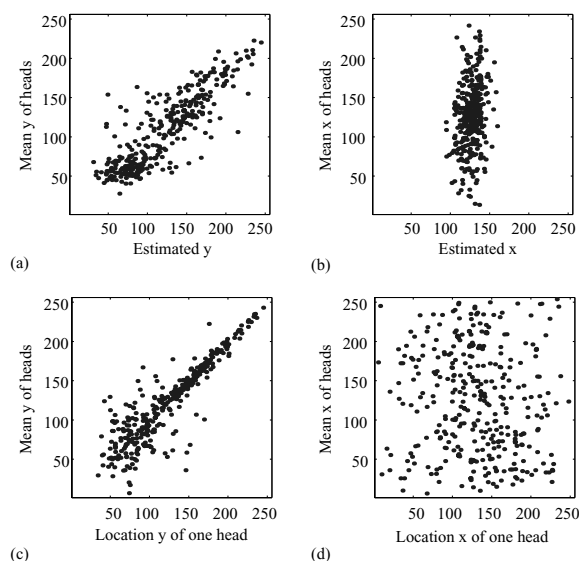 250
200
150
100
50
Mean y of heads
50 100 150 200 250
Estimated y
(a)
250
200
150
100
50
Mean x of heads
50 100 150 200 250
Estimated x
(b)
250
200
150
100
50
Mean y of heads
50 100 150 200 250
Location y of one head
(c)
250
200
150
100
50
Mean x of heads
50 100 150 200 250
Location x of one head
(d)